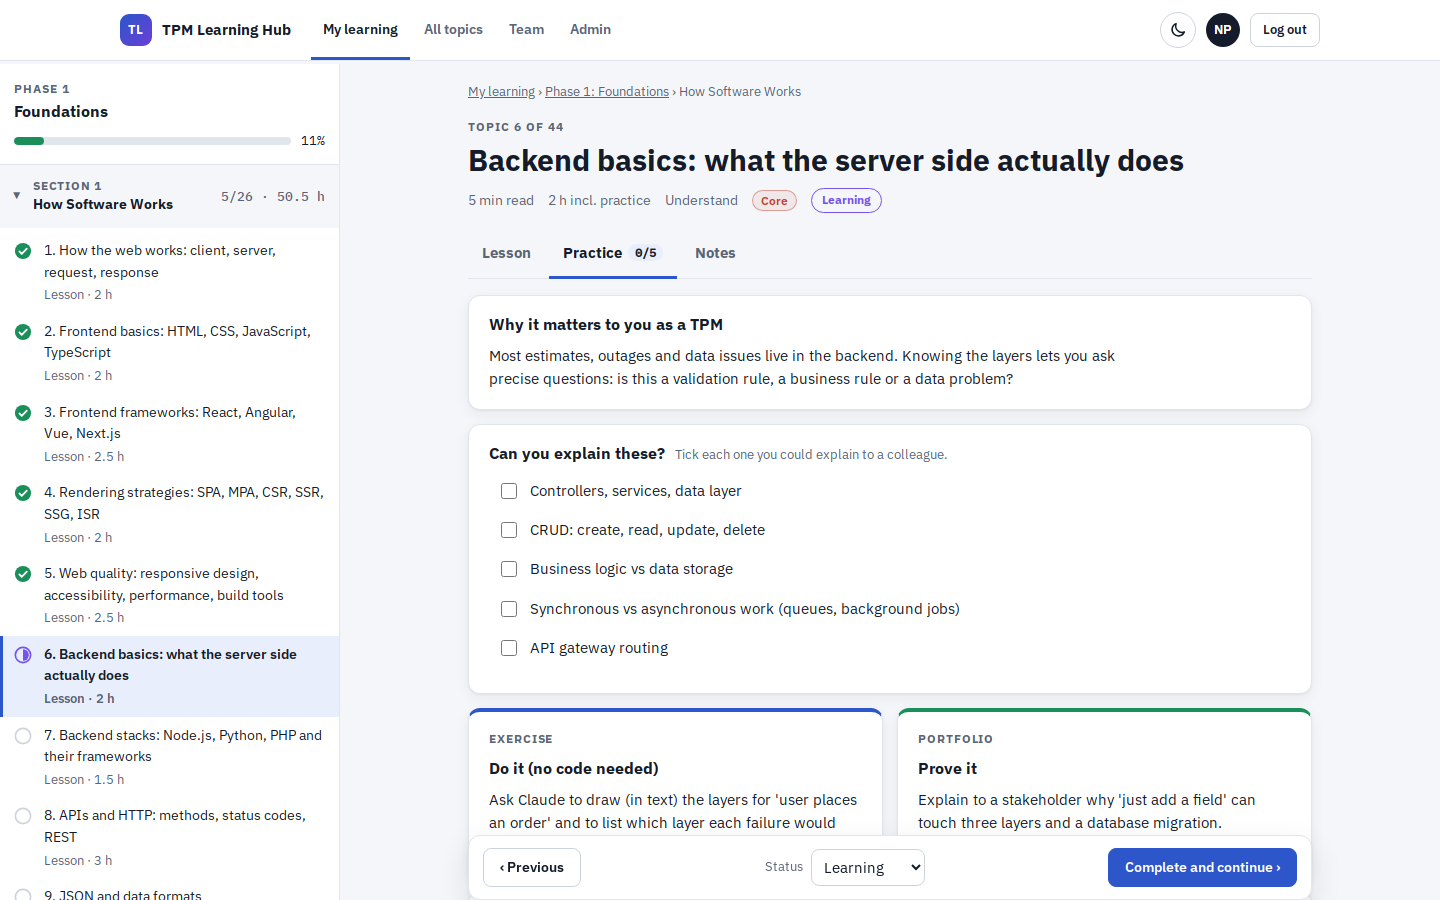 TL
TPM Learning Hub
My learning
All topics
Team
Admin
NP
Log out
PHASE 1
Foundations
11%
SECTION 1
How Software Works
5/26 · 50.5 h
1. How the web works: client, server,
request, response
Lesson · 2 h
2. Frontend basics: HTML, CSS, JavaScript,
TypeScript
Lesson · 2 h
3. Frontend frameworks: React, Angular,
Vue, Next.js
Lesson · 2.5 h
4. Rendering strategies: SPA, MPA, CSR, SSR,
SSG, ISR
Lesson · 2 h
5. Web quality: responsive design,
accessibility, performance, build tools
Lesson · 2.5 h
6. Backend basics: what the server side
actually does
Lesson · 2 h
7. Backend stacks: Node.js, Python, PHP and
their frameworks
Lesson · 1.5 h
8. APIs and HTTP: methods, status codes,
REST
Lesson · 3 h
9. JSON and data formats
My learning › Phase 1: Foundations › How Software Works
TOPIC 6 OF 44
Backend basics: what the server side actually does
5 min read 2 h incl. practice Understand Core Learning
Lesson
Practice 0/5
Notes
Why it matters to you as a TPM
Most estimates, outages and data issues live in the backend. Knowing the layers lets you ask
precise questions: is this a validation rule, a business rule or a data problem?
Can you explain these? Tick each one you could explain to a colleague.
Controllers, services, data layer
CRUD: create, read, update, delete
Business logic vs data storage
Synchronous vs asynchronous work (queues, background jobs)
API gateway routing
EXERCISE
Do it (no code needed)
Ask Claude to draw (in text) the layers for 'user places
an order' and to list which layer each failure would
PORTFOLIO
Prove it
Explain to a stakeholder why 'just add a field' can
touch three layers and a database migration.
‹ Previous
Status
Learning
Complete and continue ›